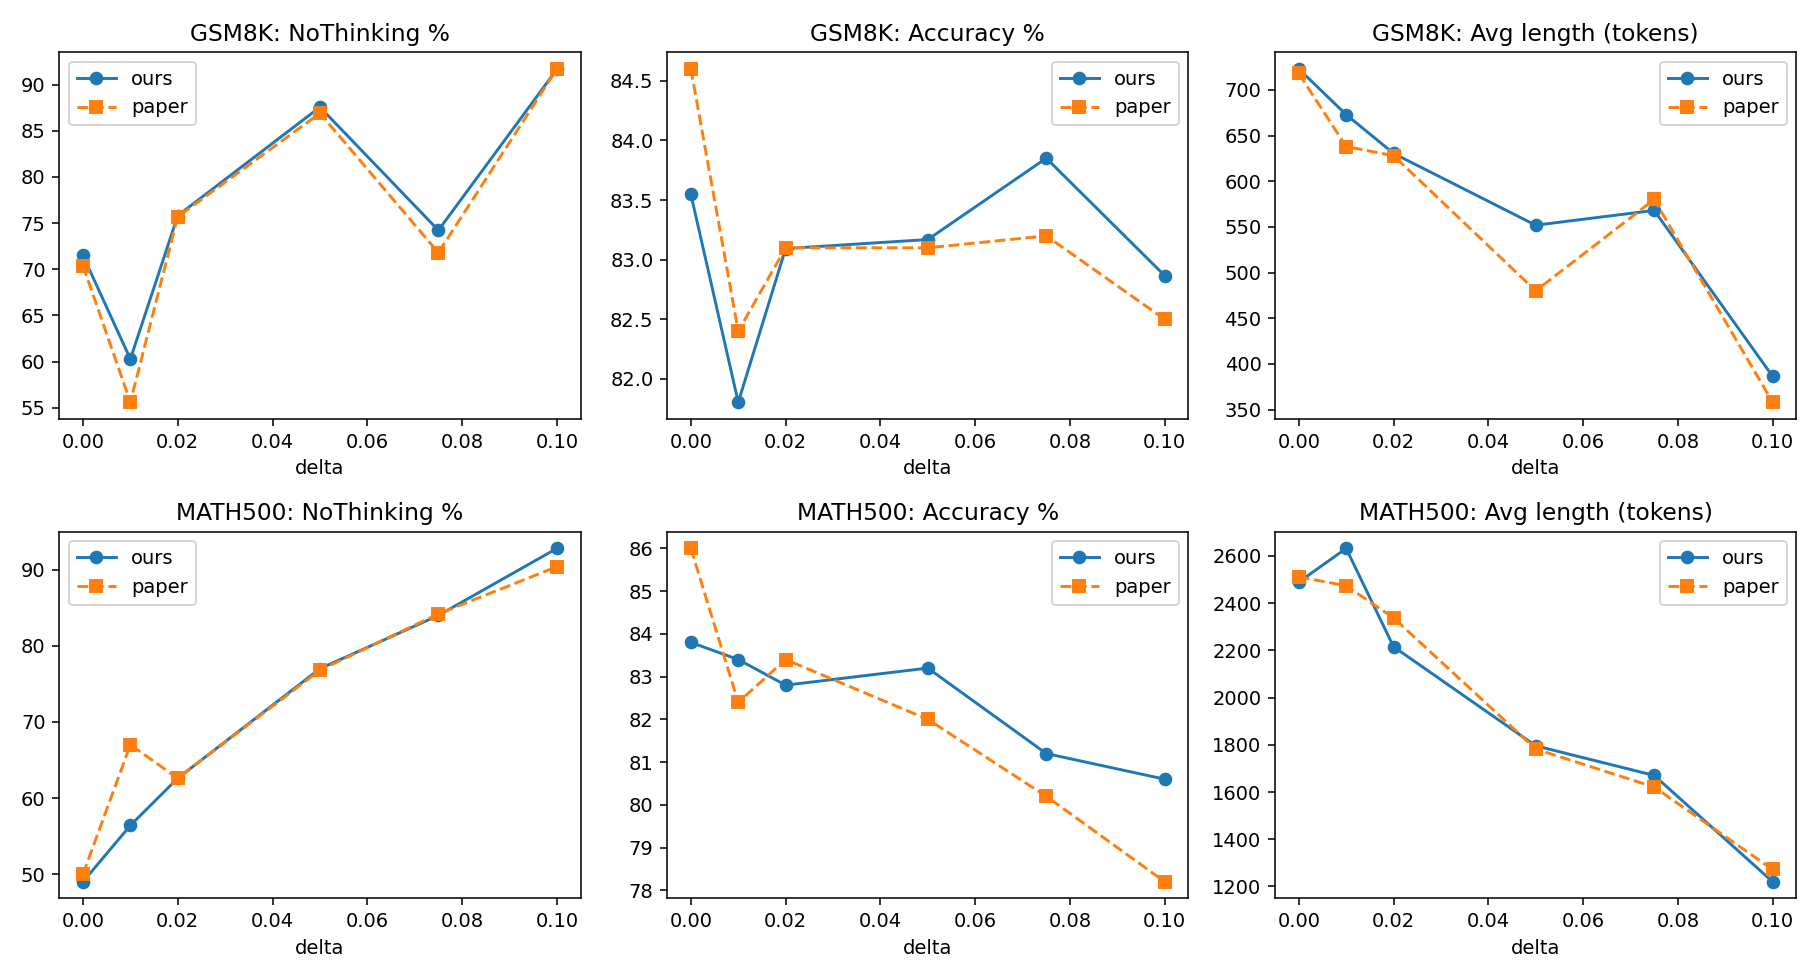 GSM8K: NoThinking %
ours
paper
90
85
80
75
70
65
60
55
0.00 0.02 0.04 0.06 0.08 0.10
delta
GSM8K: Accuracy %
ours
paper
84.5
84.0
83.5
83.0
82.5
82.0
0.00 0.02 0.04 0.06 0.08 0.10
delta
GSM8K: Avg length (tokens)
ours
paper
700
650
600
550
500
450
400
350
0.00 0.02 0.04 0.06 0.08 0.10
delta
MATH500: NoThinking %
ours
paper
90
80
70
60
50
0.00 0.02 0.04 0.06 0.08 0.10
delta
MATH500: Accuracy %
ours
paper
86
85
84
83
82
81
80
79
78
0.00 0.02 0.04 0.06 0.08 0.10
delta
MATH500: Avg length (tokens)
ours
paper
2600
2400
2200
2000
1800
1600
1400
1200
0.00 0.02 0.04 0.06 0.08 0.10
delta